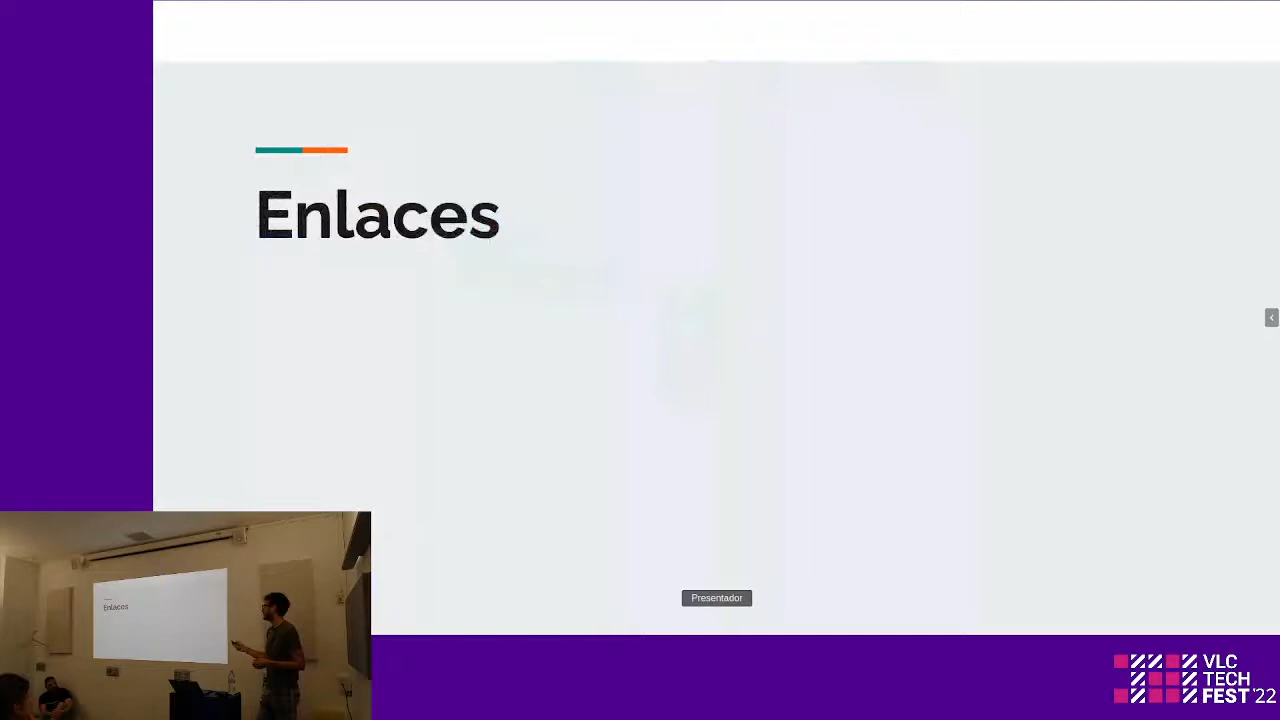 Enlaces
Presentador
Enlaces
VLC
TECH
FEST'22